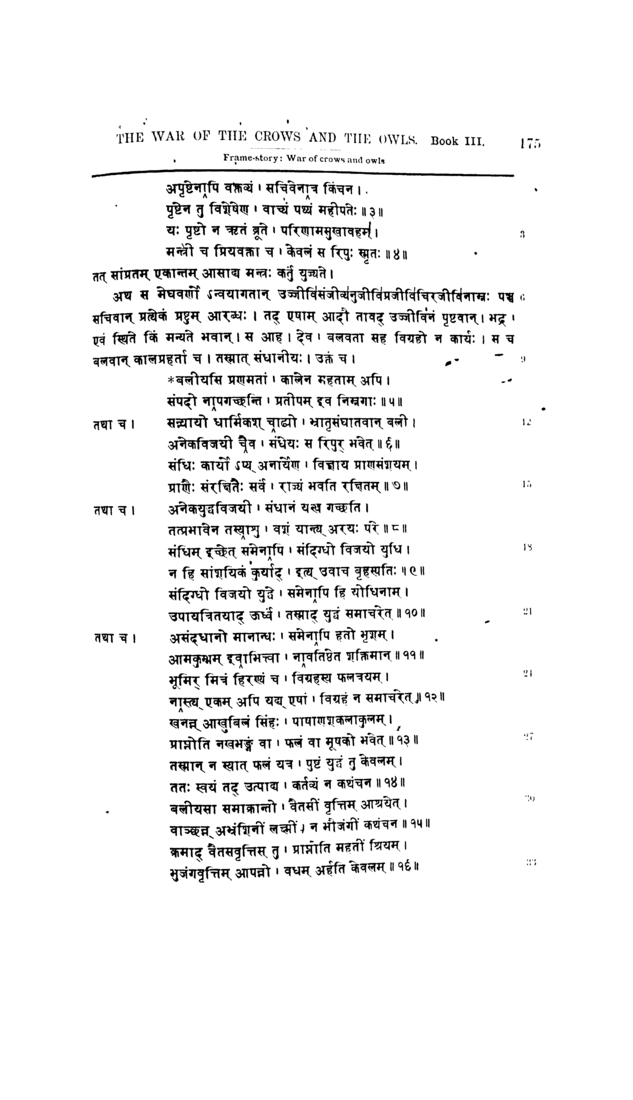 THE WAR OF THE CROWS AND THE OWLS. Book III. 175
Frame-story: War of crows and owls
अपृष्टेनापि वक्तव्यं । सचिवेनात्र किंचन ।
पृष्टेन तु विशेषेण । वाच्यं पथ्यं महीपतेः ॥३॥
यः पृष्टो न ऋतं ब्रूते । परिणामसुखावहम् । 3
मन्त्री च प्रियवक्ता च । केवलं स रिपुः स्मृतः ॥४॥
तत् सांप्रतम् एकान्तम् आसाद्य मन्त्रः कर्तुं युज्यते ।
अथ स मेघवर्णो ऽन्वयागतान् उज्जीविसंजीव्यनुजीविप्रजीविचिरजीविनाम्नः पञ्च 6
सचिवान् प्रत्येकं प्रष्टुम् आरब्धः । तद् एषाम् आदौ तावद् उज्जीविनं पृष्टवान् । भद्र ।
एवं स्थिते किं मन्यते भवान् । स आह । देव । बलवता सह विग्रहो न कार्यः । स च
बलवान् कालप्रहर्ता च । तस्मात् संधानीयः । उक्तं च । 9
*बलीयसि प्रणमतां । कालेन महताम् अपि ।
संपदो नापगच्छन्ति । प्रतीपम् इव निम्नगाः ॥५॥
तथा च । सन्न्यायो धार्मिकश् चाढ्यो । भ्रातृसंघातवान् बली । 12
अनेकविजयी चैव । संधेयः स रिपुर् भवेत् ॥६॥
संधिः कार्यो ऽप्य् अनार्येण । विज्ञाय प्राणसंशयम् ।
प्राणैः संरक्षितैः सर्वं । राज्यं भवति रक्षितम् ॥७॥ 15
तथा च । अनेकयुद्धविजयी । संधानं यस्य गच्छति ।
तत्प्रभावेन तस्याशु । वशं यान्त्य् अरयः परे ॥८॥
संधिम् इच्छेत् समेनापि । संदिग्धो विजयो युधि । 18
न हि सांशयिकं कुर्याद् । इत्य् उवाच बृहस्पतिः ॥९॥
संदिग्धो विजयो युद्धे । समेनापि हि योधिनाम् ।
उपायत्रितयाद् ऊर्ध्वं । तस्माद् युद्धं समाचरेत् ॥१०॥ 21
तथा च । असंदधानो मानान्धः । समेनापि हतो भृशम् ।
आमकुम्भम् इवाभित्त्वा । नावतिष्ठेत शक्तिमान् ॥११॥
भूमिर् मित्रं हिरण्यं च । विग्रहस्य फलत्रयम् । 24
नास्त्य् एकम् अपि यद्य् एषां । विग्रहं न समाचरेत् ॥१२॥
खनन्न् आखुबिलं सिंहः । पाषाणशकलाकुलम् ।
प्राप्नोति नखभङ्गं वा । फलं वा मूषको भवेत् ॥१३॥ 27
तस्मान् न स्यात् फलं यत्र । पुष्टं युद्धं तु केवलम् ।
ततः स्वयं तद् उत्पाद्य । कर्तव्यं न कथंचन ॥१४॥
बलीयसा समाक्रान्तो । वैतसीं वृत्तिम् आश्रयेत् । 30
वाञ्छन्न् अभ्रंशिनीं लक्ष्मीं । न भौजंगीं कथंचन ॥१५॥
क्रमाद् वैतसवृत्तिस् तु । प्राप्नोति महतीं श्रियम् ।
भुजंगवृत्तिम् आपन्नो । वधम् अर्हति केवलम् ॥१६॥ 33